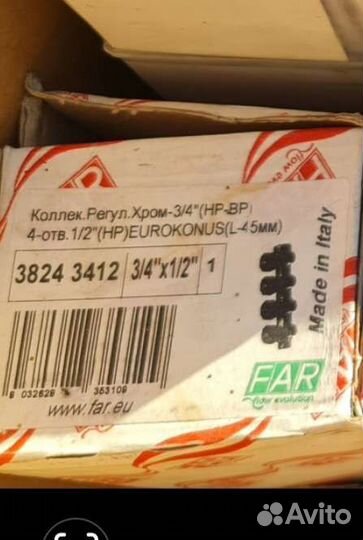 Коллек.Регул.Хром-3/4"(НР-ВР)
4-отв.1/2"(НР)EUROKONUS(L-45мм)
3824 3412 3/4"x1/2" 1
Made in Italy
FAR
www.far.eu
Avito